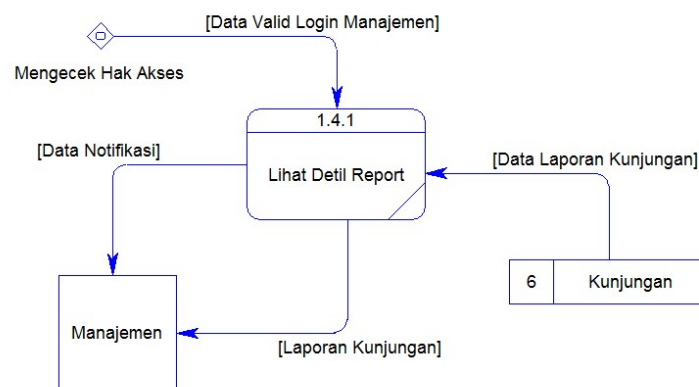 [Data Valid Login Manajemen]
Mengecek Hak Akses
1.4.1
Lihat Detil Report
[Data Notifikasi]
[Data Laporan Kunjungan]
6
Kunjungan
Manajemen
[Laporan Kunjungan]